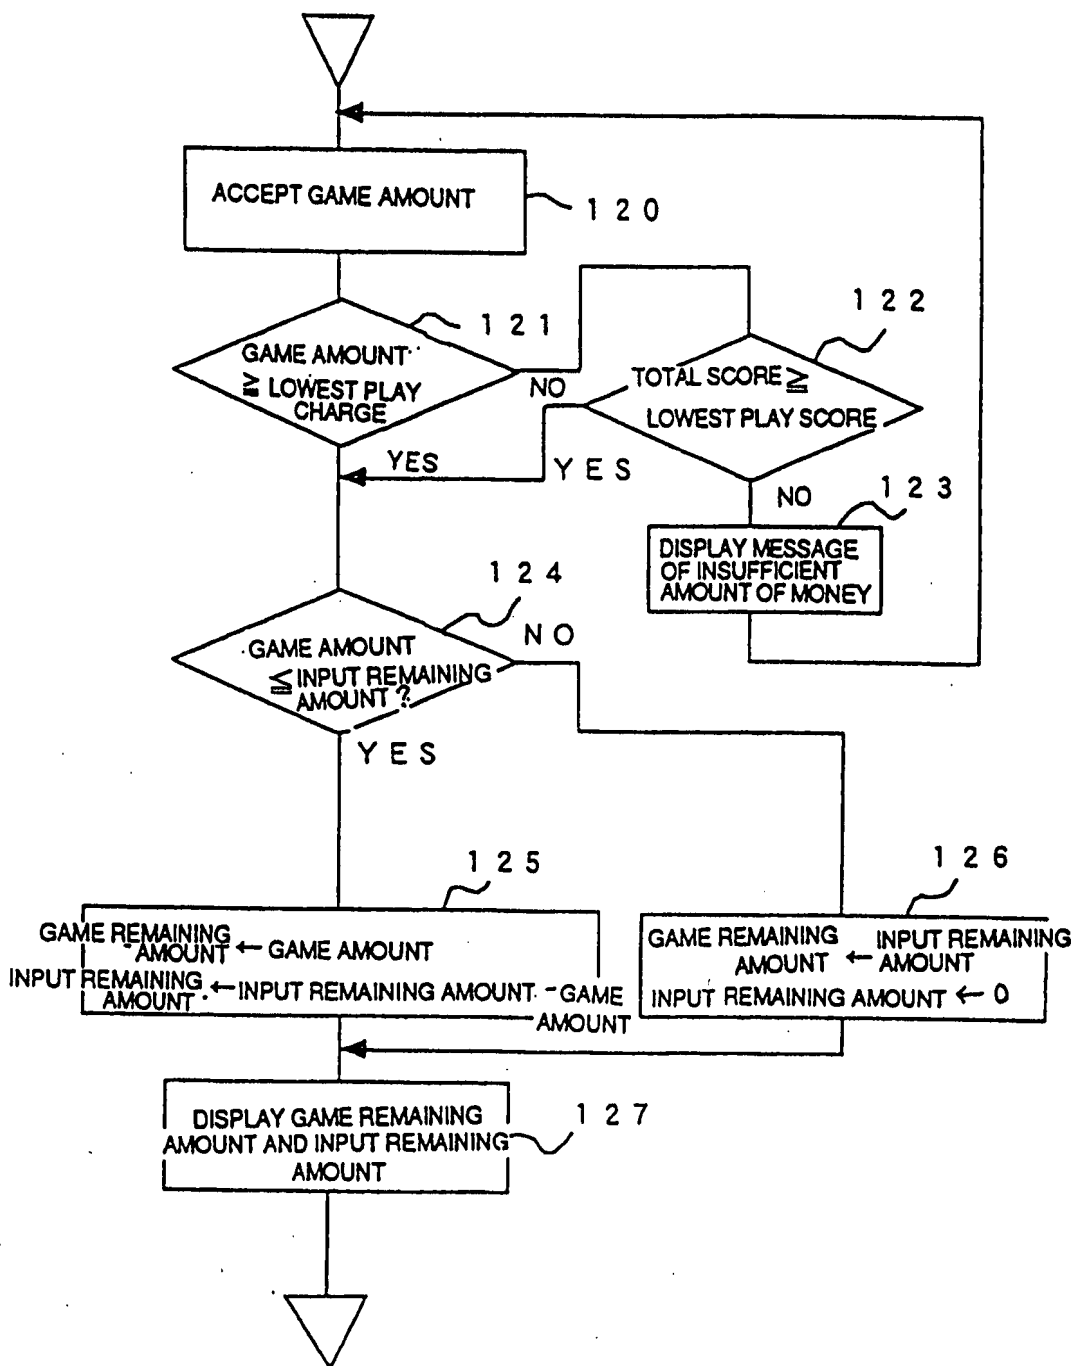 ACCEPT GAME AMOUNT
120
121
GAME AMOUNT
≧ LOWEST PLAY
CHARGE
NO
YES
122
TOTAL SCORE ≧
LOWEST PLAY SCORE
YES
NO
123
DISPLAY MESSAGE
OF INSUFFICIENT
AMOUNT OF MONEY
124
GAME AMOUNT
≦ INPUT REMAINING
AMOUNT ?
NO
YES
125
GAME REMAINING
AMOUNT ← GAME AMOUNT
INPUT REMAINING
AMOUNT ← INPUT REMAINING AMOUNT - GAME
AMOUNT
126
GAME REMAINING
AMOUNT ← INPUT REMAINING
AMOUNT
INPUT REMAINING AMOUNT ← 0
DISPLAY GAME REMAINING
AMOUNT AND INPUT REMAINING
AMOUNT
127